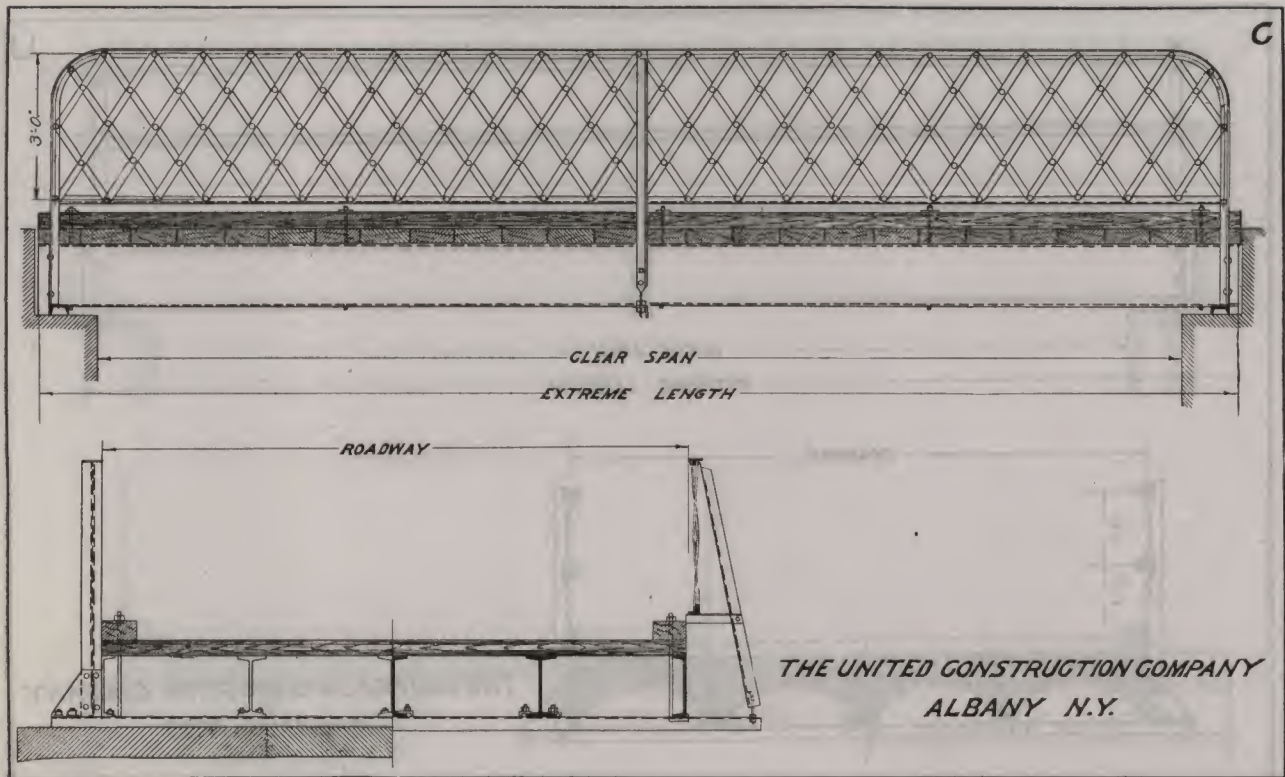 C
3'-0"
CLEAR SPAN
EXTREME LENGTH
ROADWAY
THE UNITED CONSTRUCTION COMPANY
ALBANY N.Y.